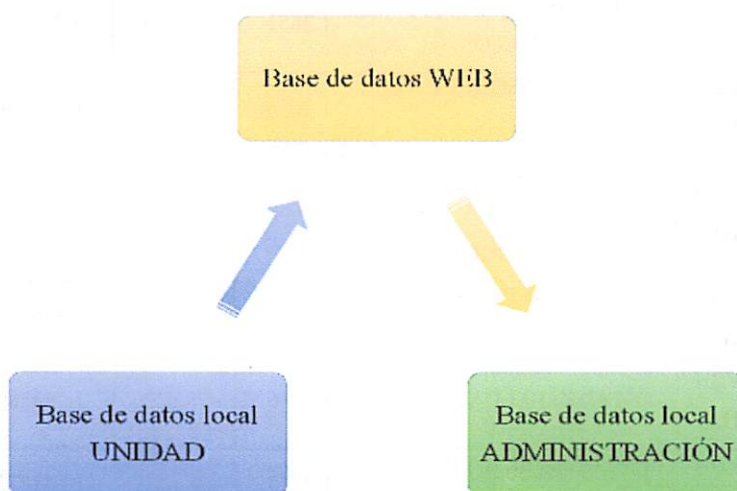 Base de datos WEB
Base de datos local
UNIDAD
Base de datos local
ADMINISTRACIÓN